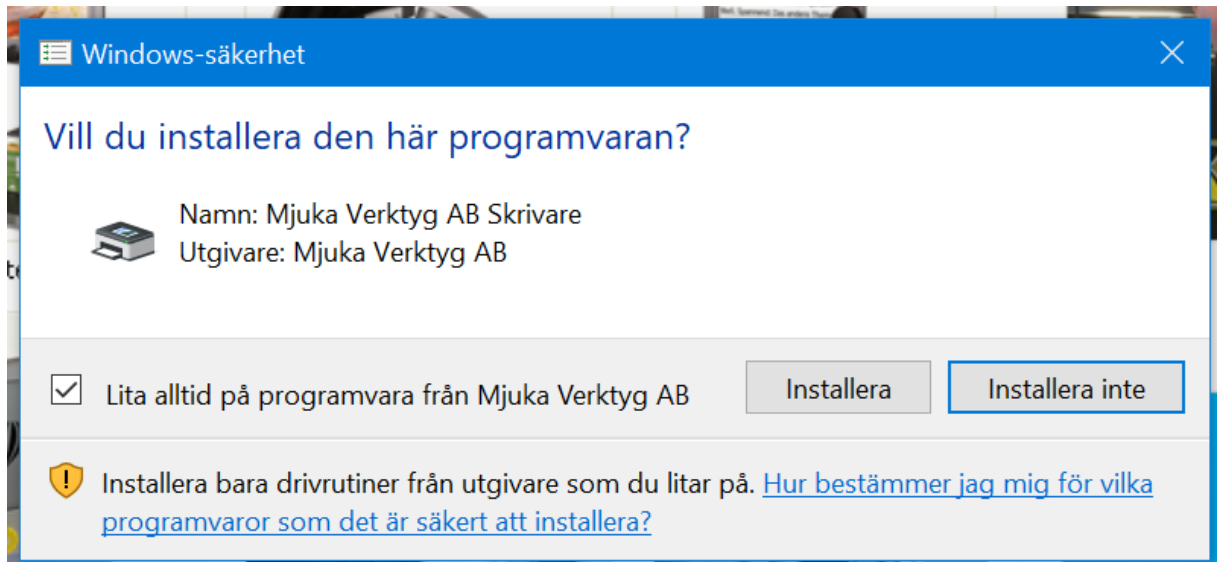 Windows-säkerhet
Vill du installera den här programvaran?
Namn: Mjuka Verktyg AB Skrivare
Utgivare: Mjuka Verktyg AB
Lita alltid på programvara från Mjuka Verktyg AB
Installera
Installera inte
Installera bara drivrutiner från utgivare som du litar på. Hur bestämmer jag mig för vilka
programvaror som det är säkert att installera?